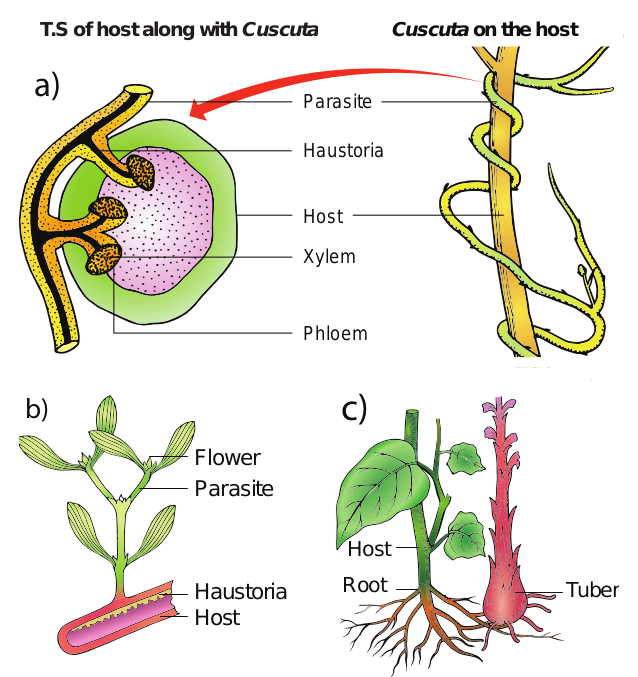 T.S of host along with Cuscuta
Cuscuta on the host
a)
Parasite
Haustoria
Host
Xylem
Phloem
b)
Flower
Parasite
Haustoria
Host
c)
Host
Root
Tuber